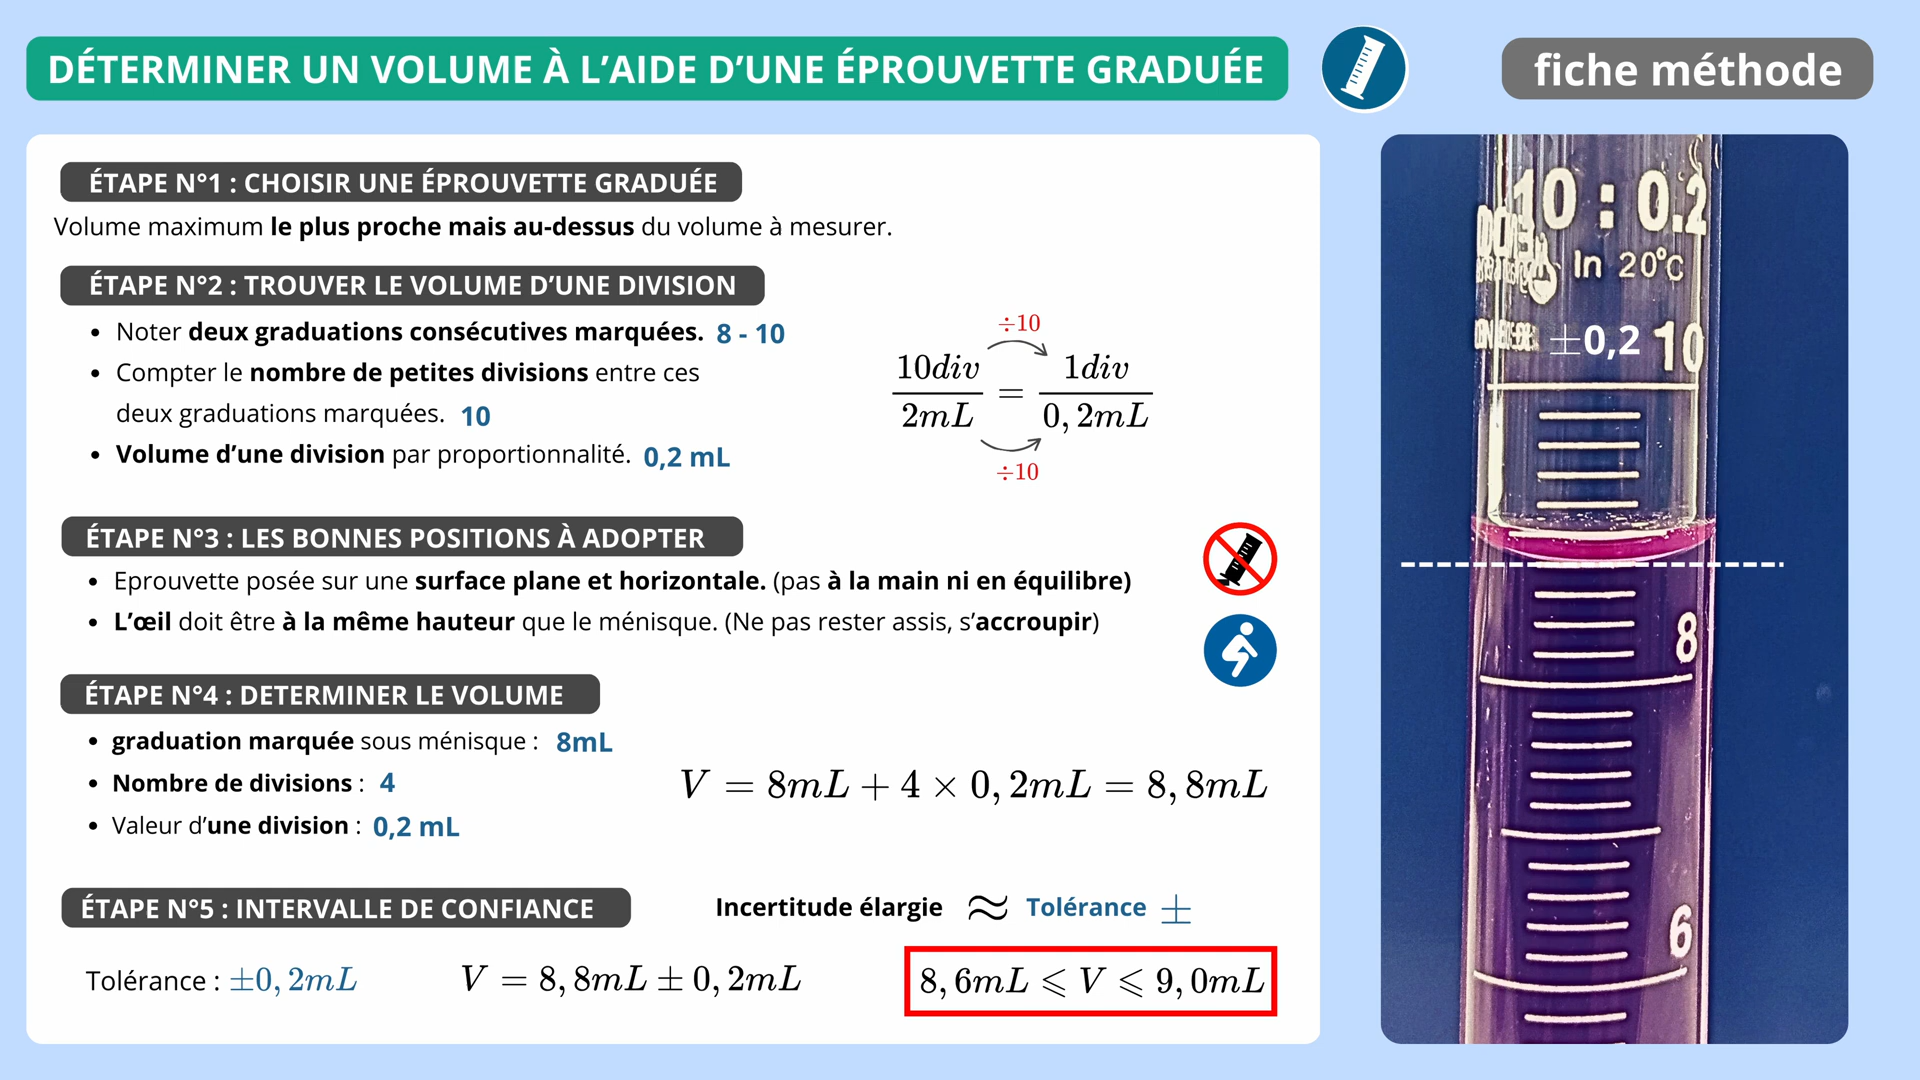 DÉTERMINER UN VOLUME À L'AIDE D'UNE ÉPROUVETTE GRADUÉE
fiche méthode
ÉTAPE N°1 : CHOISIR UNE ÉPROUVETTE GRADUÉE
Volume maximum le plus proche mais au-dessus du volume à mesurer.
ÉTAPE N°2 : TROUVER LE VOLUME D'UNE DIVISION
• Noter deux graduations consécutives marquées. 8 - 10
• Compter le nombre de petites divisions entre ces
deux graduations marquées. 10
• Volume d'une division par proportionnalité. 0,2 mL
÷10
10div / 2mL = 1div / 0,2mL
÷10
ÉTAPE N°3 : LES BONNES POSITIONS À ADOPTER
• Eprouvette posée sur une surface plane et horizontale. (pas à la main ni en équilibre)
• L'œil doit être à la même hauteur que le ménisque. (Ne pas rester assis, s'accroupir)
ÉTAPE N°4 : DETERMINER LE VOLUME
• graduation marquée sous ménisque : 8mL
• Nombre de divisions : 4
• Valeur d'une division : 0,2 mL
V = 8mL + 4 × 0,2mL = 8,8mL
ÉTAPE N°5 : INTERVALLE DE CONFIANCE
Incertitude élargie ≈ Tolérance ±
Tolérance : ±0,2mL
V = 8,8mL ± 0,2mL
8,6mL ⩽ V ⩽ 9,0mL
10 : 0.2
In 20°C
±0,2
10
8
6